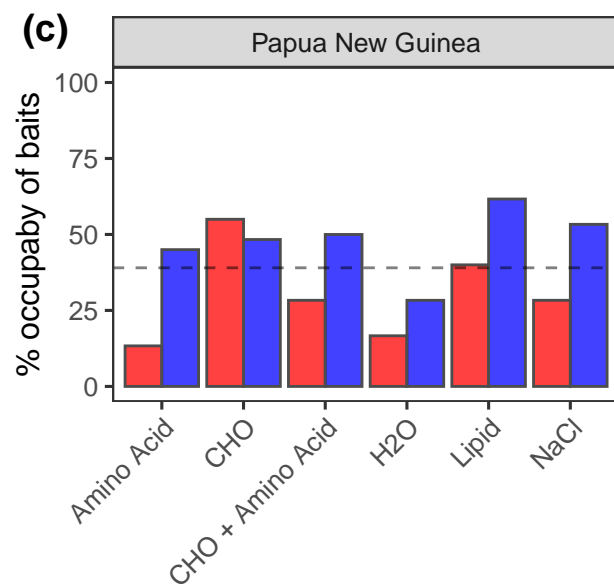 (c)
Papua New Guinea
% occupaby of baits
100
75
50
25
0
Amino Acid
CHO
CHO + Amino Acid
H2O
Lipid
NaCl